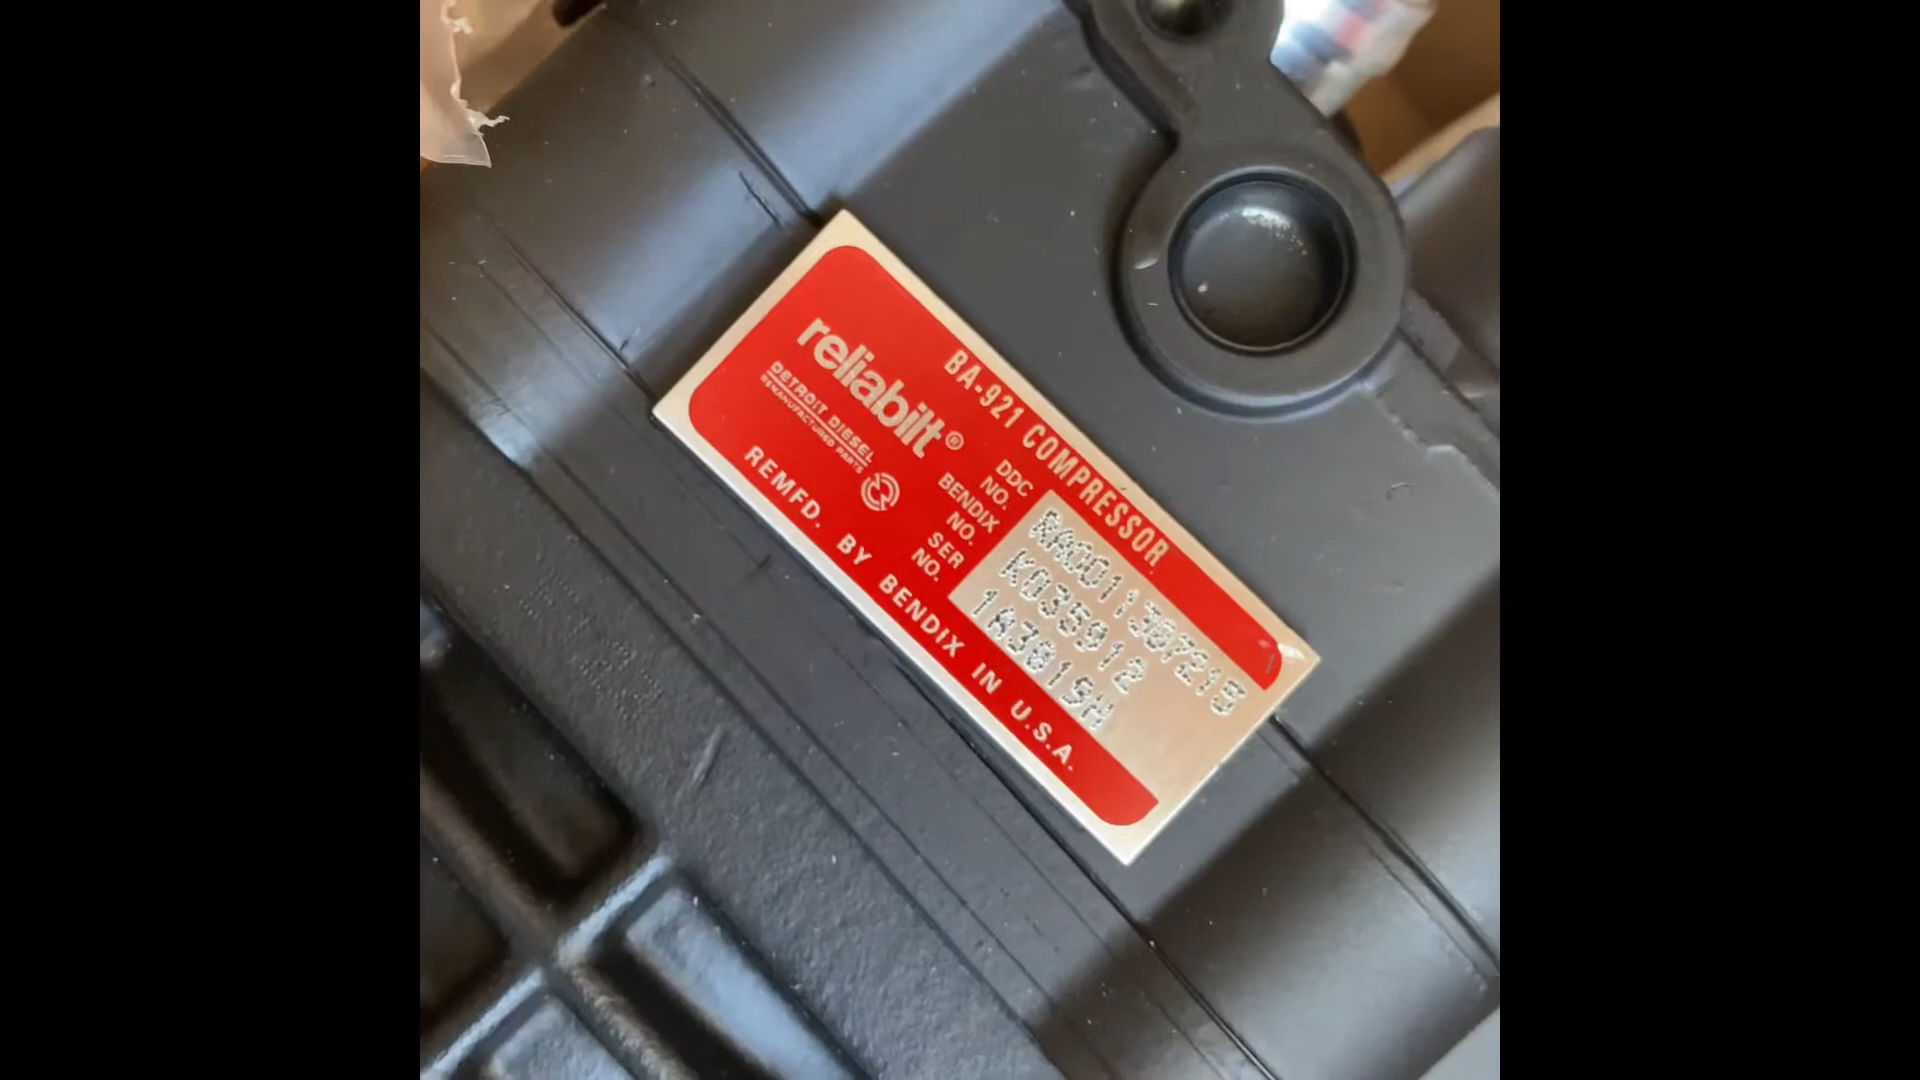 BA-921 COMPRESSOR
reliabilt®
DETROIT DIESEL
REMANUFACTURED PARTS
DDC NO. RA0011307215
BENDIX NO. K035912
SER NO.
REMFD. BY BENDIX IN U.S.A.